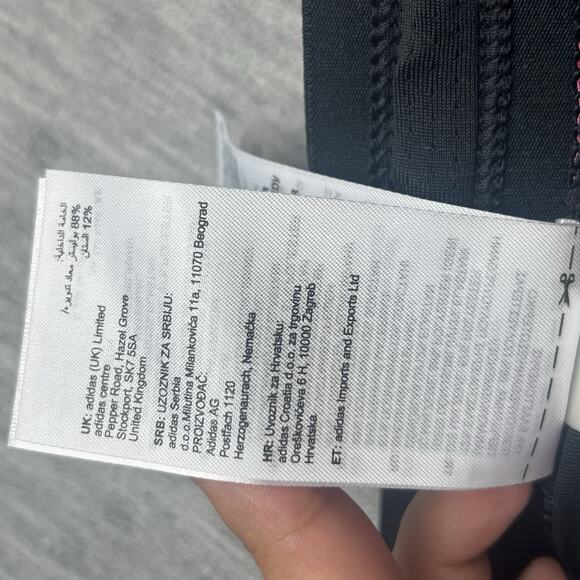 الخامة الداخلية:
88% بوليستر معاد تدويره/
12% الستان
UK: adidas (UK) Limited
adidas centre
Pepper Road, Hazel Grove
Stockport, SK7 5SA
United Kingdom
SRB: UZOZNIK ZA SRBIJU:
adidas Serbia
d.o.o.Milutina Milankovića 11a, 11070 Beograd
PROIZVOĐAČ:
Adidas AG
Postfach 1120
Herzogenaurach, Nemačka
HR: Uvoznik za Hrvatsku:
adidas Croatia d.o.o. za trgovinu
Oreškovićeva 6 H, 10000 Zagreb
Hrvatska
ET: adidas Imports and Exports Ltd